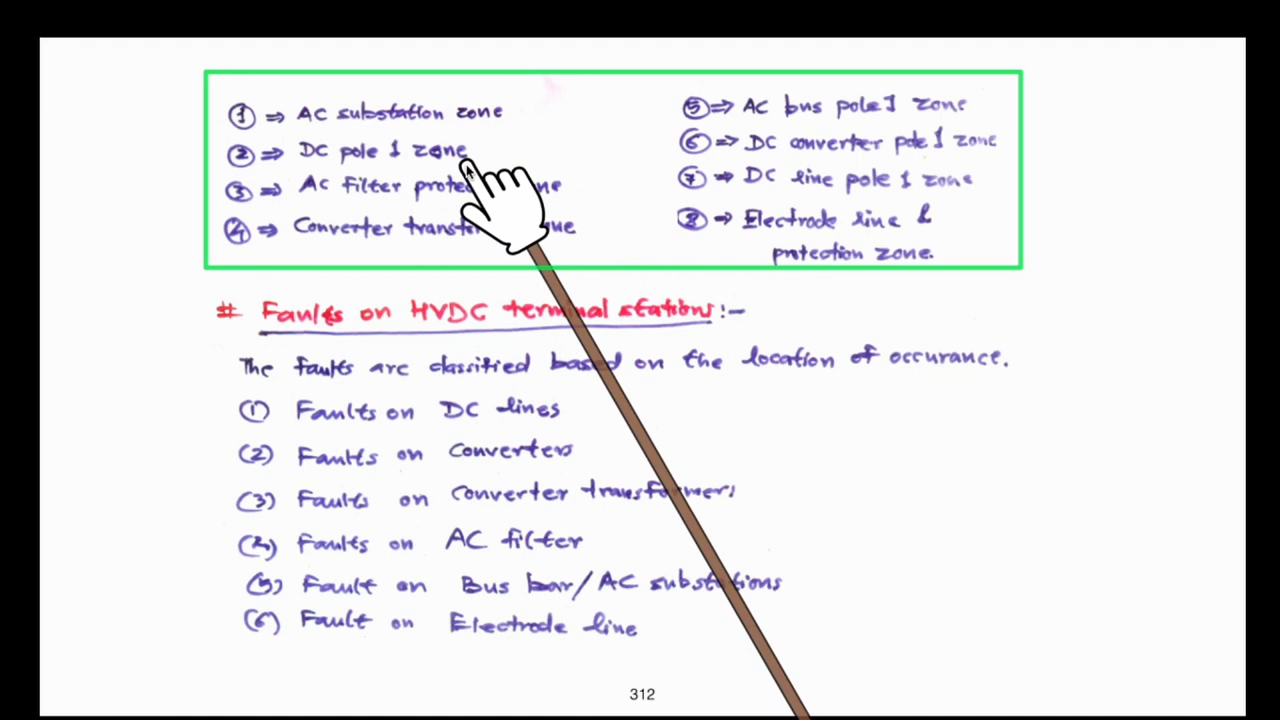 ① ⇒ AC substation zone
② ⇒ DC pole 1 zone
③ ⇒ AC filter
④ ⇒ Converter
⑤ ⇒ AC bus pole 1 zone
⑥ ⇒ DC converter pole 1 zone
⑦ ⇒ DC line pole 1 zone
⑧ ⇒ Electrode line &
protection zone.
# Faults on HVDC terminal stations :-
The faults are classified based on the location of occurance.
(1) Faults on DC lines
(2) Faults on Converters
(3) Faults on Converter transformers
(4) Faults on AC filter
(5) Fault on Bus bar/AC substations
(6) Fault on Electrode line
312